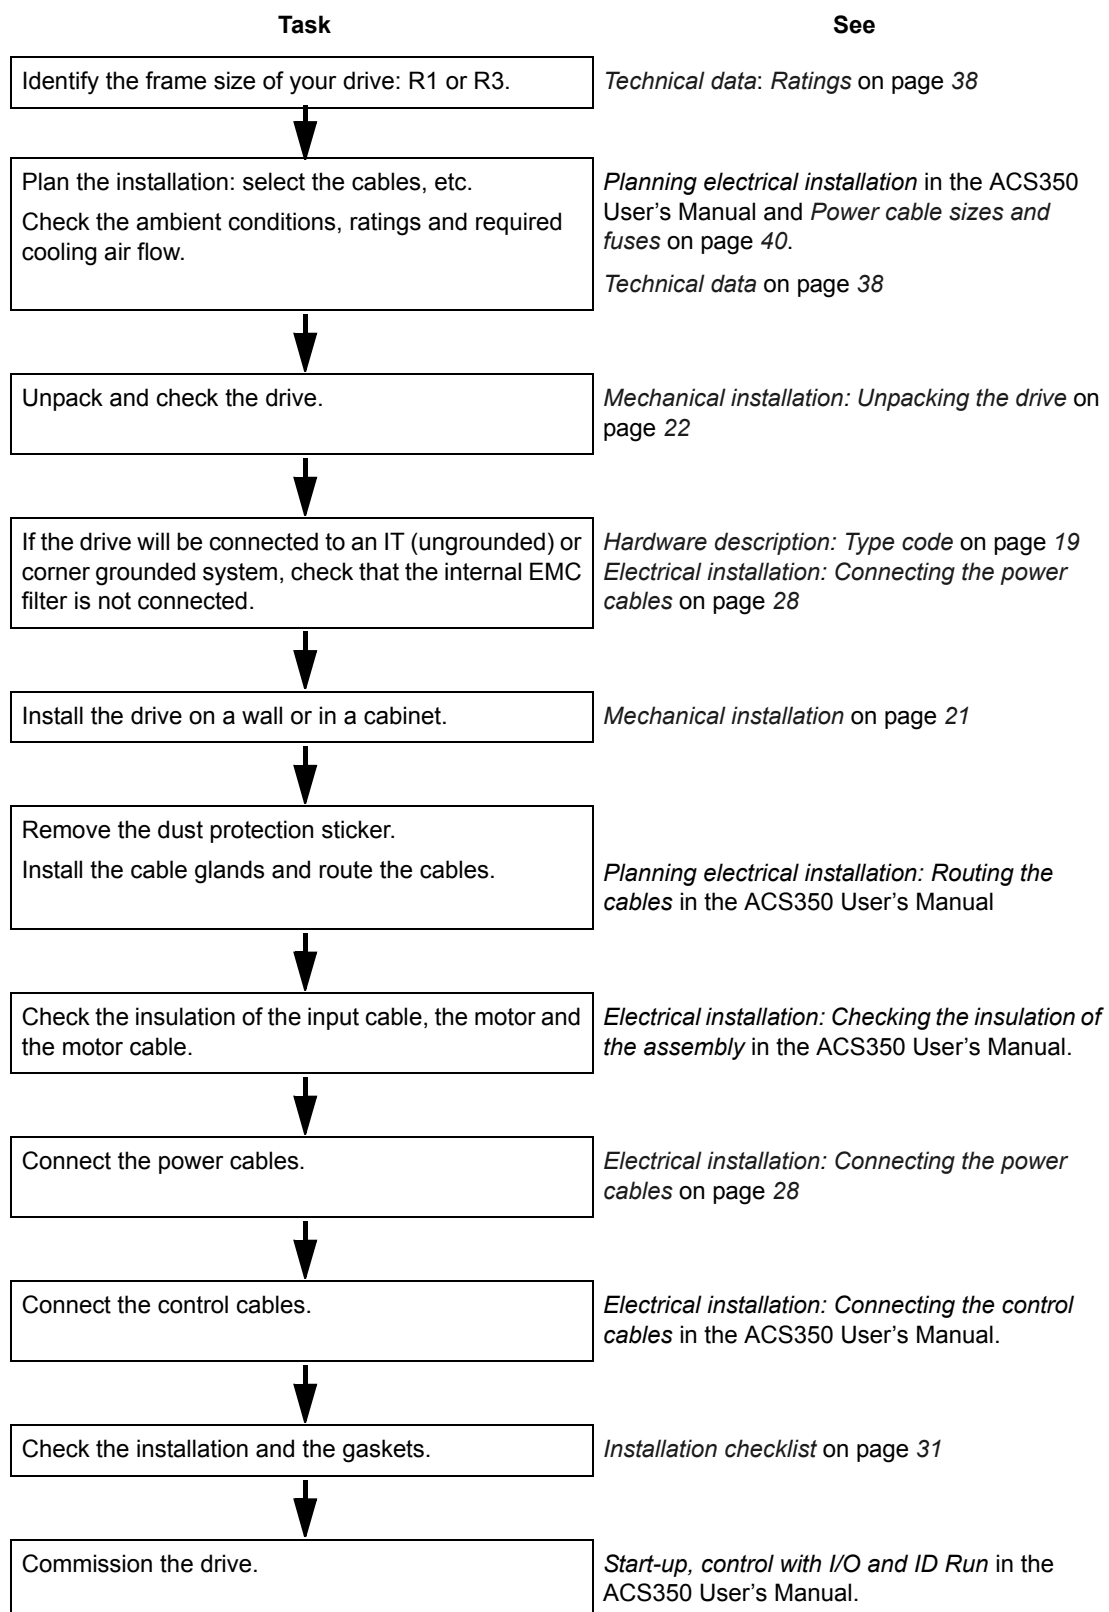 Task
See
Identify the frame size of your drive: R1 or R3.
Technical data: Ratings on page 38
Plan the installation: select the cables, etc.
Check the ambient conditions, ratings and required
cooling air flow.
Planning electrical installation in the ACS350
User’s Manual and Power cable sizes and
fuses on page 40.
Technical data on page 38
Unpack and check the drive.
Mechanical installation: Unpacking the drive on
page 22
If the drive will be connected to an IT (ungrounded) or
corner grounded system, check that the internal EMC
filter is not connected.
Hardware description: Type code on page 19
Electrical installation: Connecting the power
cables on page 28
Install the drive on a wall or in a cabinet.
Mechanical installation on page 21
Remove the dust protection sticker.
Install the cable glands and route the cables.
Planning electrical installation: Routing the
cables in the ACS350 User’s Manual
Check the insulation of the input cable, the motor and
the motor cable.
Electrical installation: Checking the insulation of
the assembly in the ACS350 User’s Manual.
Connect the power cables.
Electrical installation: Connecting the power
cables on page 28
Connect the control cables.
Electrical installation: Connecting the control
cables in the ACS350 User’s Manual.
Check the installation and the gaskets.
Installation checklist on page 31
Commission the drive.
Start-up, control with I/O and ID Run in the
ACS350 User’s Manual.